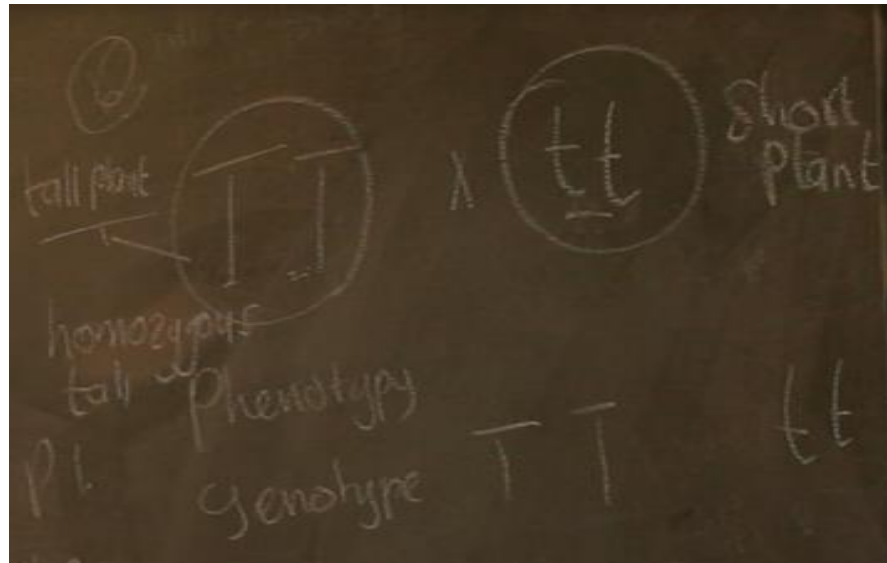 tall plant TT x tt Short plant
homozygous
tall
Phenotypy
P1. genotype TT tt